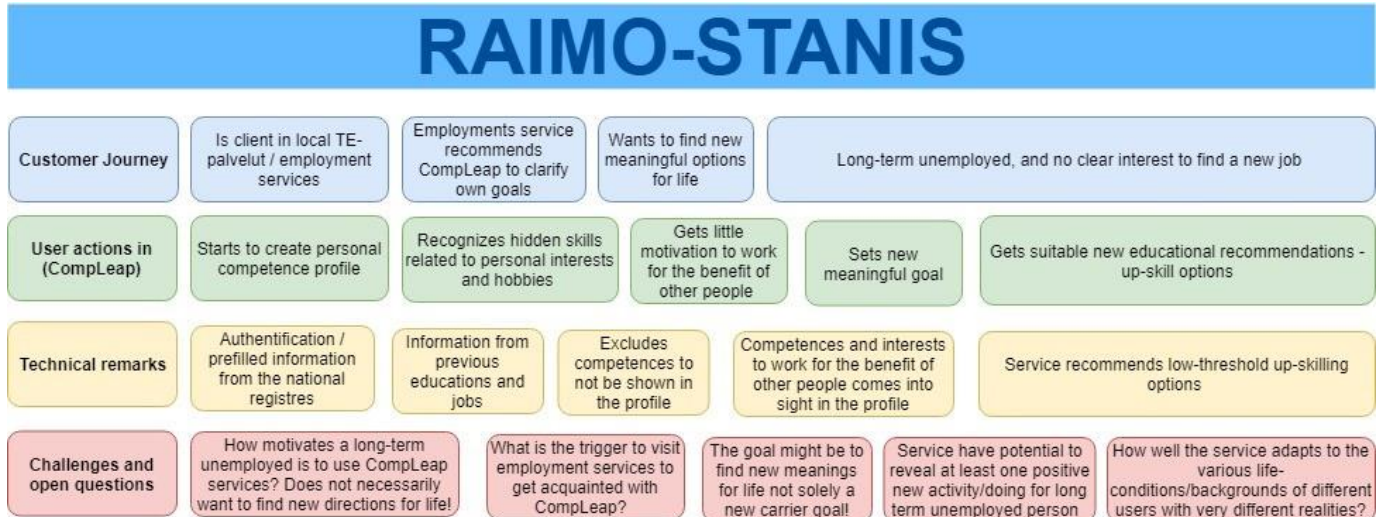 RAIMO-STANIS
Customer Journey
Is client in local TE-
palvelut / employment
services
Employments service
recommends
CompLeap to clarify
own goals
Wants to find new
meaningful options
for life
Long-term unemployed, and no clear interest to find a new job
User actions in
(CompLeap)
Starts to create personal
competence profile
Recognizes hidden skills
related to personal interests
and hobbies
Gets little
motivation to work
for the benefit of
other people
Sets new
meaningful goal
Gets suitable new educational recommendations -
up-skill options
Technical remarks
Authentification /
prefilled information
from the national
registres
Information from
previous
educations and
jobs
Excludes
competences to
not be shown in
the profile
Competences and interests
to work for the benefit of
other people comes into
sight in the profile
Service recommends low-threshold up-skilling
options
Challenges and
open questions
How motivates a long-term
unemployed is to use CompLeap
services? Does not necessarily
want to find new directions for life!
What is the trigger to visit
employment services to
get acquainted with
CompLeap?
The goal might be to
find new meanings
for life not solely a
new carrier goal!
Service have potential to
reveal at least one positive
new activity/doing for long
term unemployed person
How well the service adapts to the
various life-
conditions/backgrounds of different
users with very different realities?